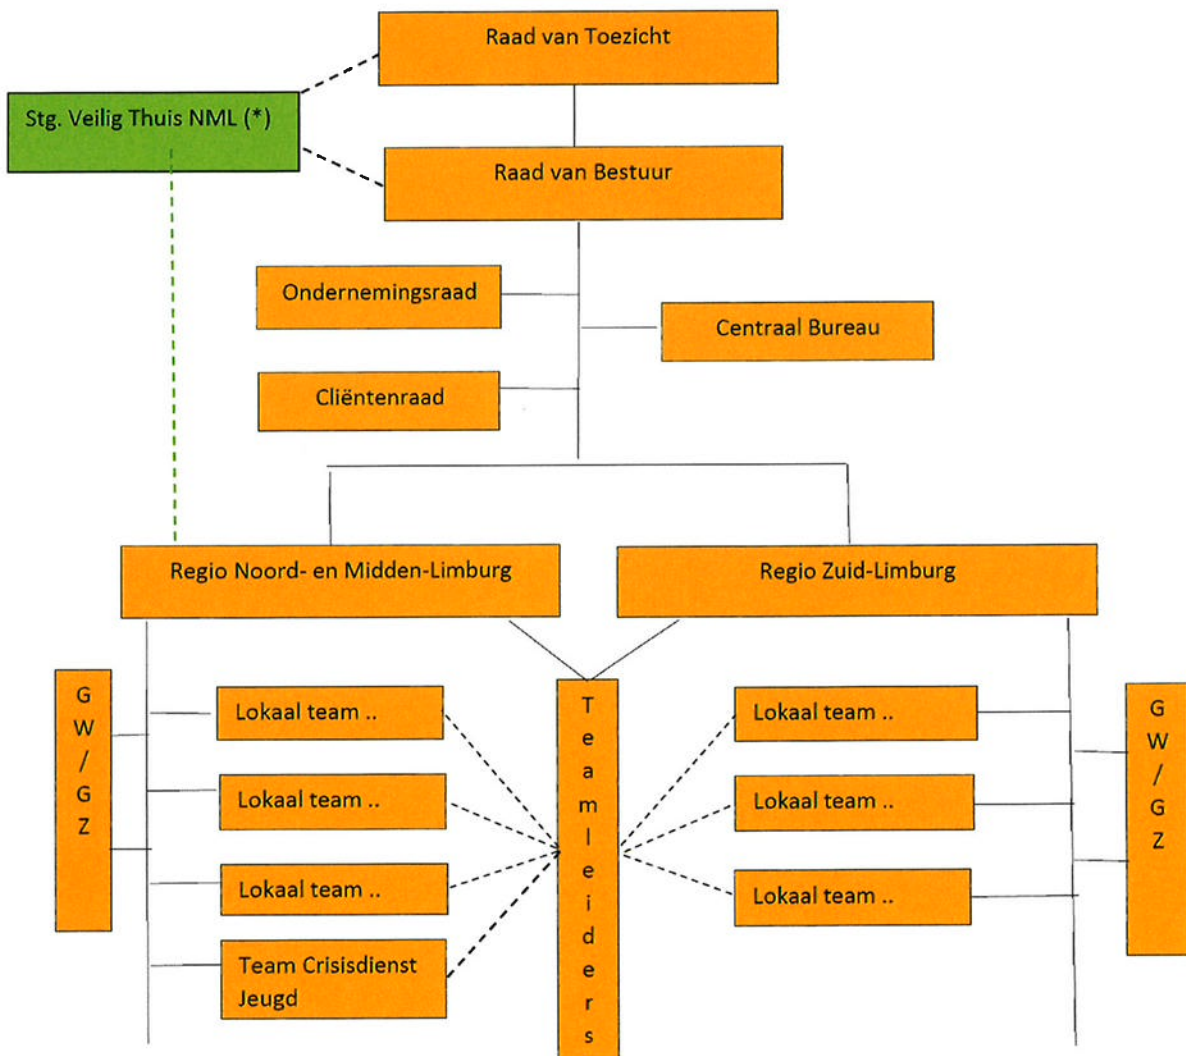 Raad van Toezicht
Stg. Veilig Thuis NML (*)
Raad van Bestuur
Ondernemingsraad
Centraal Bureau
Cliëntenraad
Regio Noord- en Midden-Limburg
Regio Zuid-Limburg
G
W
/
G
Z
Lokaal team ..
Lokaal team ..
Lokaal team ..
Team Crisisdienst
Jeugd
T
e
a
m
l
e
i
d
e
r
s
Lokaal team ..
Lokaal team ..
Lokaal team ..
G
W
/
G
Z